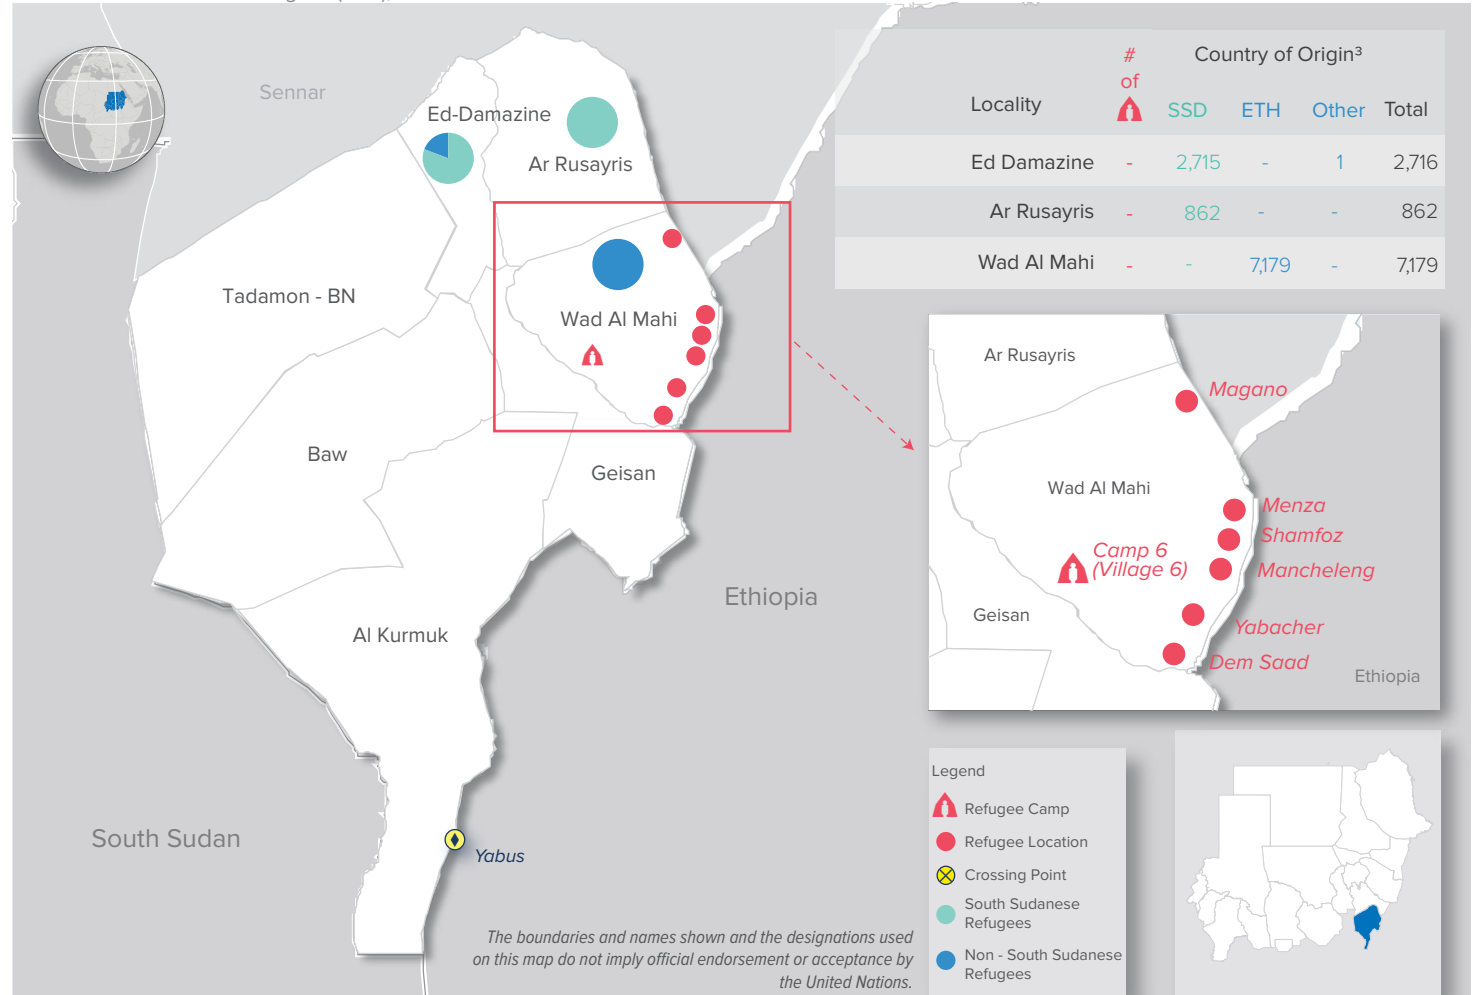 Sennar
Ed-Damazine
Ar Rusayris
Tadamon - BN
Wad Al Mahi
Baw
Geisan
Ethiopia
Al Kurmuk
South Sudan
Yabus
The boundaries and names shown and the designations used
on this map do not imply official endorsement or acceptance by
the United Nations.
# of Country of Origin³
Locality SSD ETH Other Total
Ed Damazine - 2,715 - 1 2,716
Ar Rusayris - 862 - - 862
Wad Al Mahi - - 7,179 - 7,179
Ar Rusayris
Magano
Wad Al Mahi
Menza
Shamfoz
Camp 6
(Village 6)
Mancheleng
Geisan
Yabacher
Dem Saad
Ethiopia
Legend
Refugee Camp
Refugee Location
Crossing Point
South Sudanese
Refugees
Non - South Sudanese
Refugees